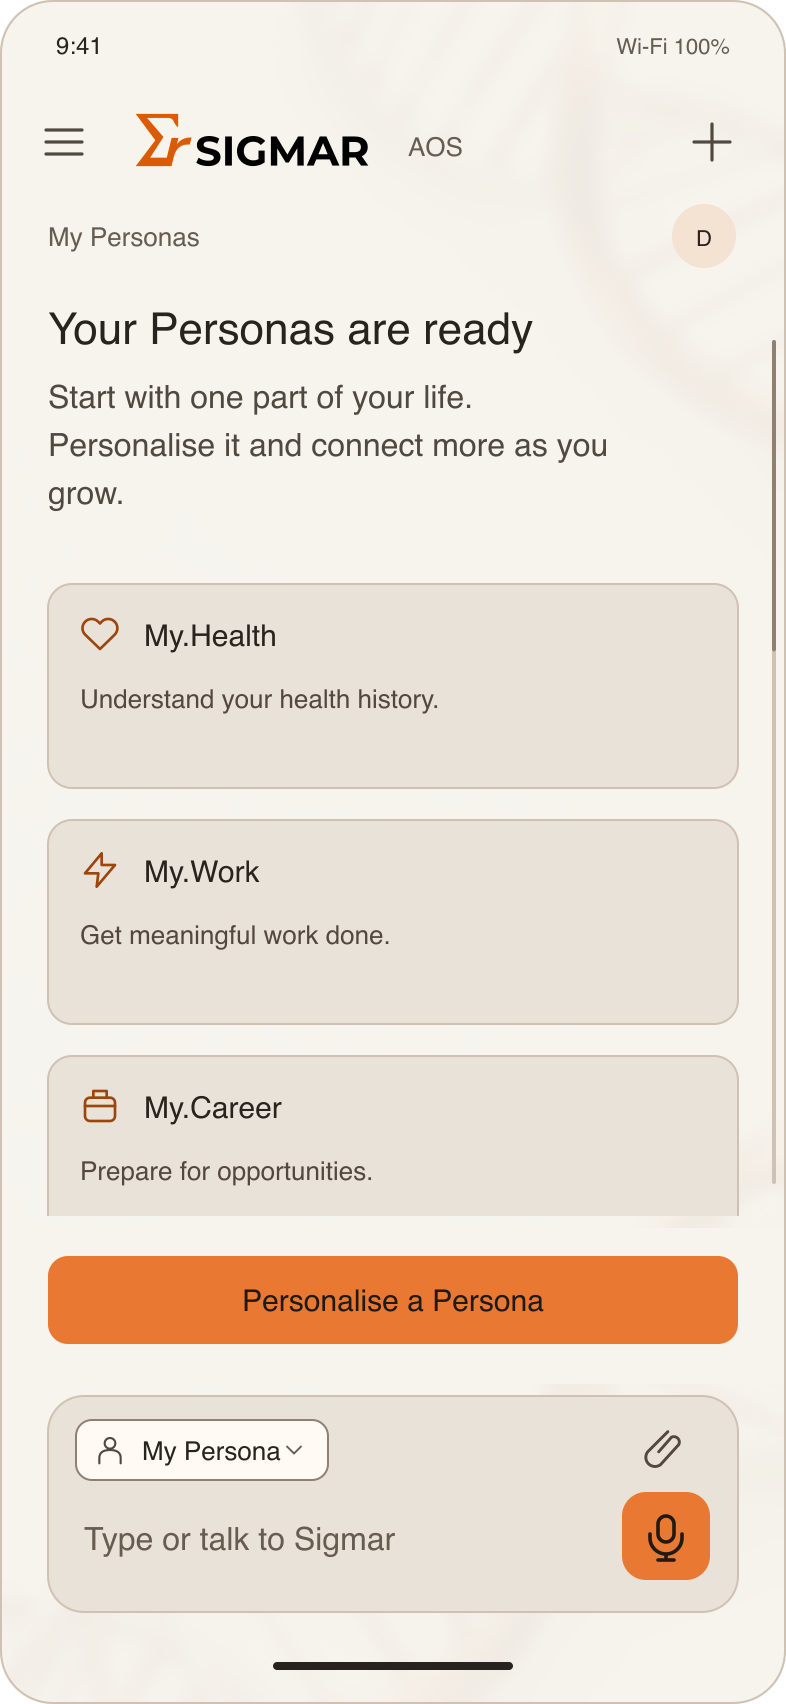 9:41
Wi-Fi 100%
Σr SIGMAR AOS
My Personas
D
Your Personas are ready
Start with one part of your life.
Personalise it and connect more as you
grow.
My.Health
Understand your health history.
My.Work
Get meaningful work done.
My.Career
Prepare for opportunities.
Personalise a Persona
My Persona
Type or talk to Sigmar